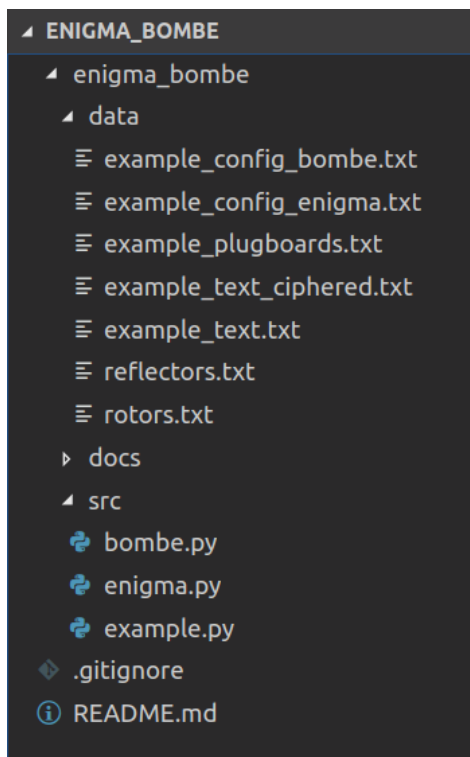 ENIGMA_BOMBE
enigma_bombe
data
example_config_bombe.txt
example_config_enigma.txt
example_plugboards.txt
example_text_ciphered.txt
example_text.txt
reflectors.txt
rotors.txt
docs
src
bombe.py
enigma.py
example.py
.gitignore
README.md